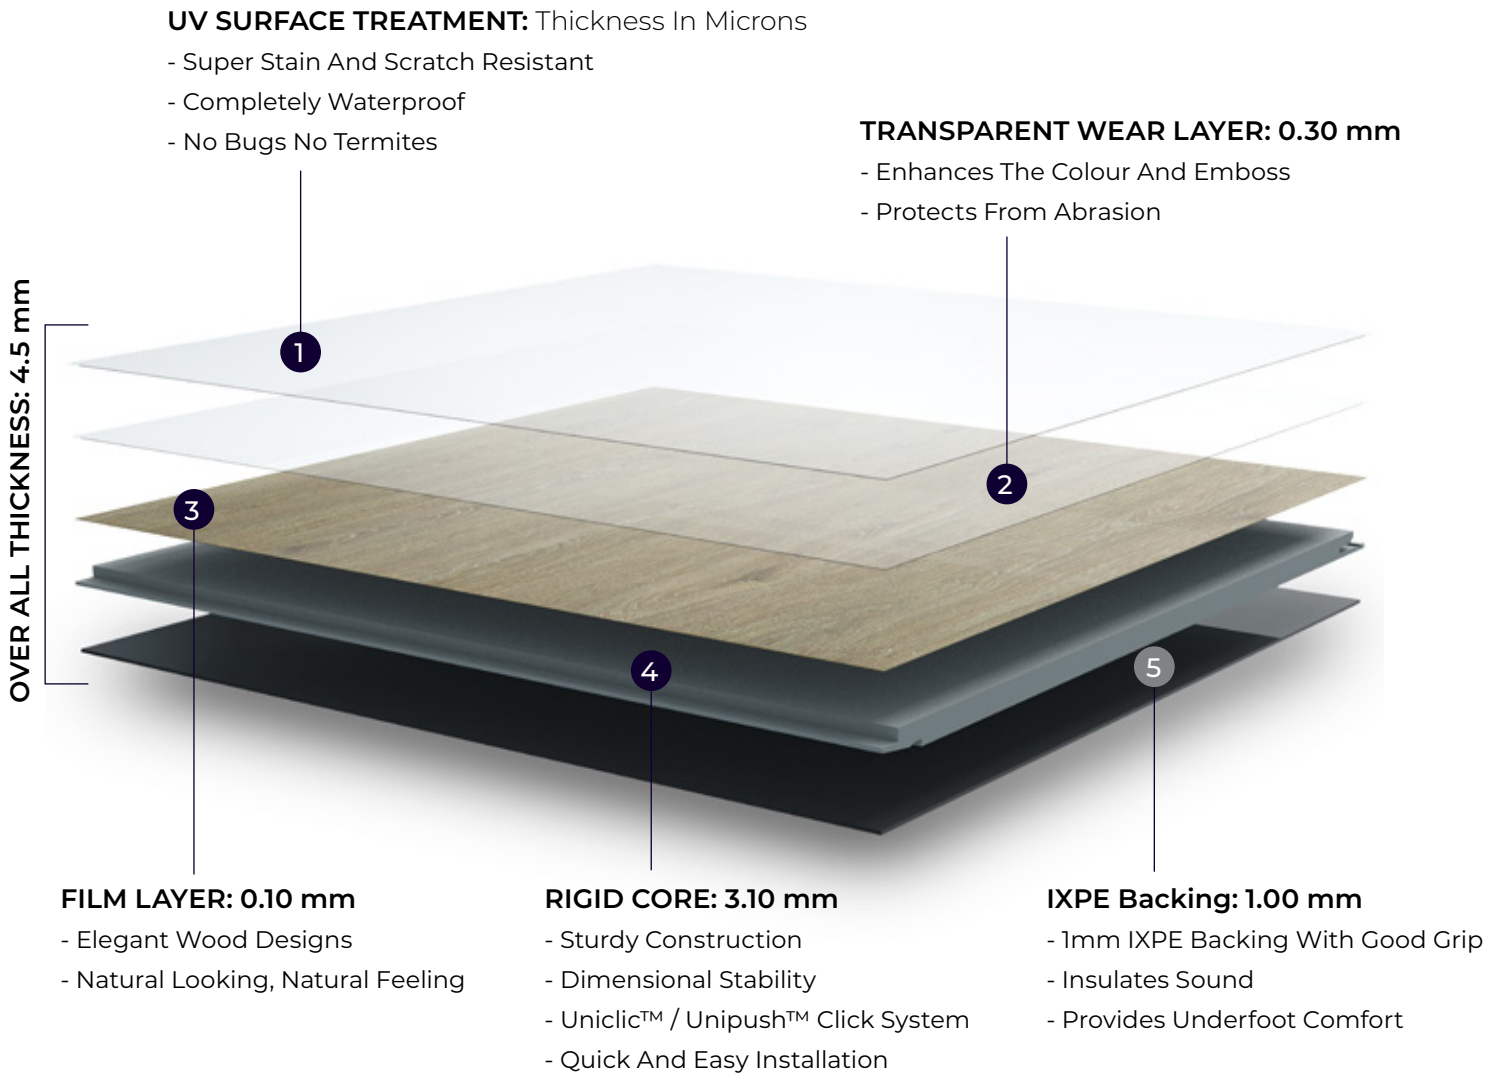 UV SURFACE TREATMENT: Thickness In Microns
- Super Stain And Scratch Resistant
- Completely Waterproof
- No Bugs No Termites
TRANSPARENT WEAR LAYER: 0.30 mm
- Enhances The Colour And Emboss
- Protects From Abrasion
OVER ALL THICKNESS: 4.5 mm
1
2
3
4
5
FILM LAYER: 0.10 mm
- Elegant Wood Designs
- Natural Looking, Natural Feeling
RIGID CORE: 3.10 mm
- Sturdy Construction
- Dimensional Stability
- Uniclic™ / Unipush™ Click System
- Quick And Easy Installation
IXPE Backing: 1.00 mm
- 1mm IXPE Backing With Good Grip
- Insulates Sound
- Provides Underfoot Comfort